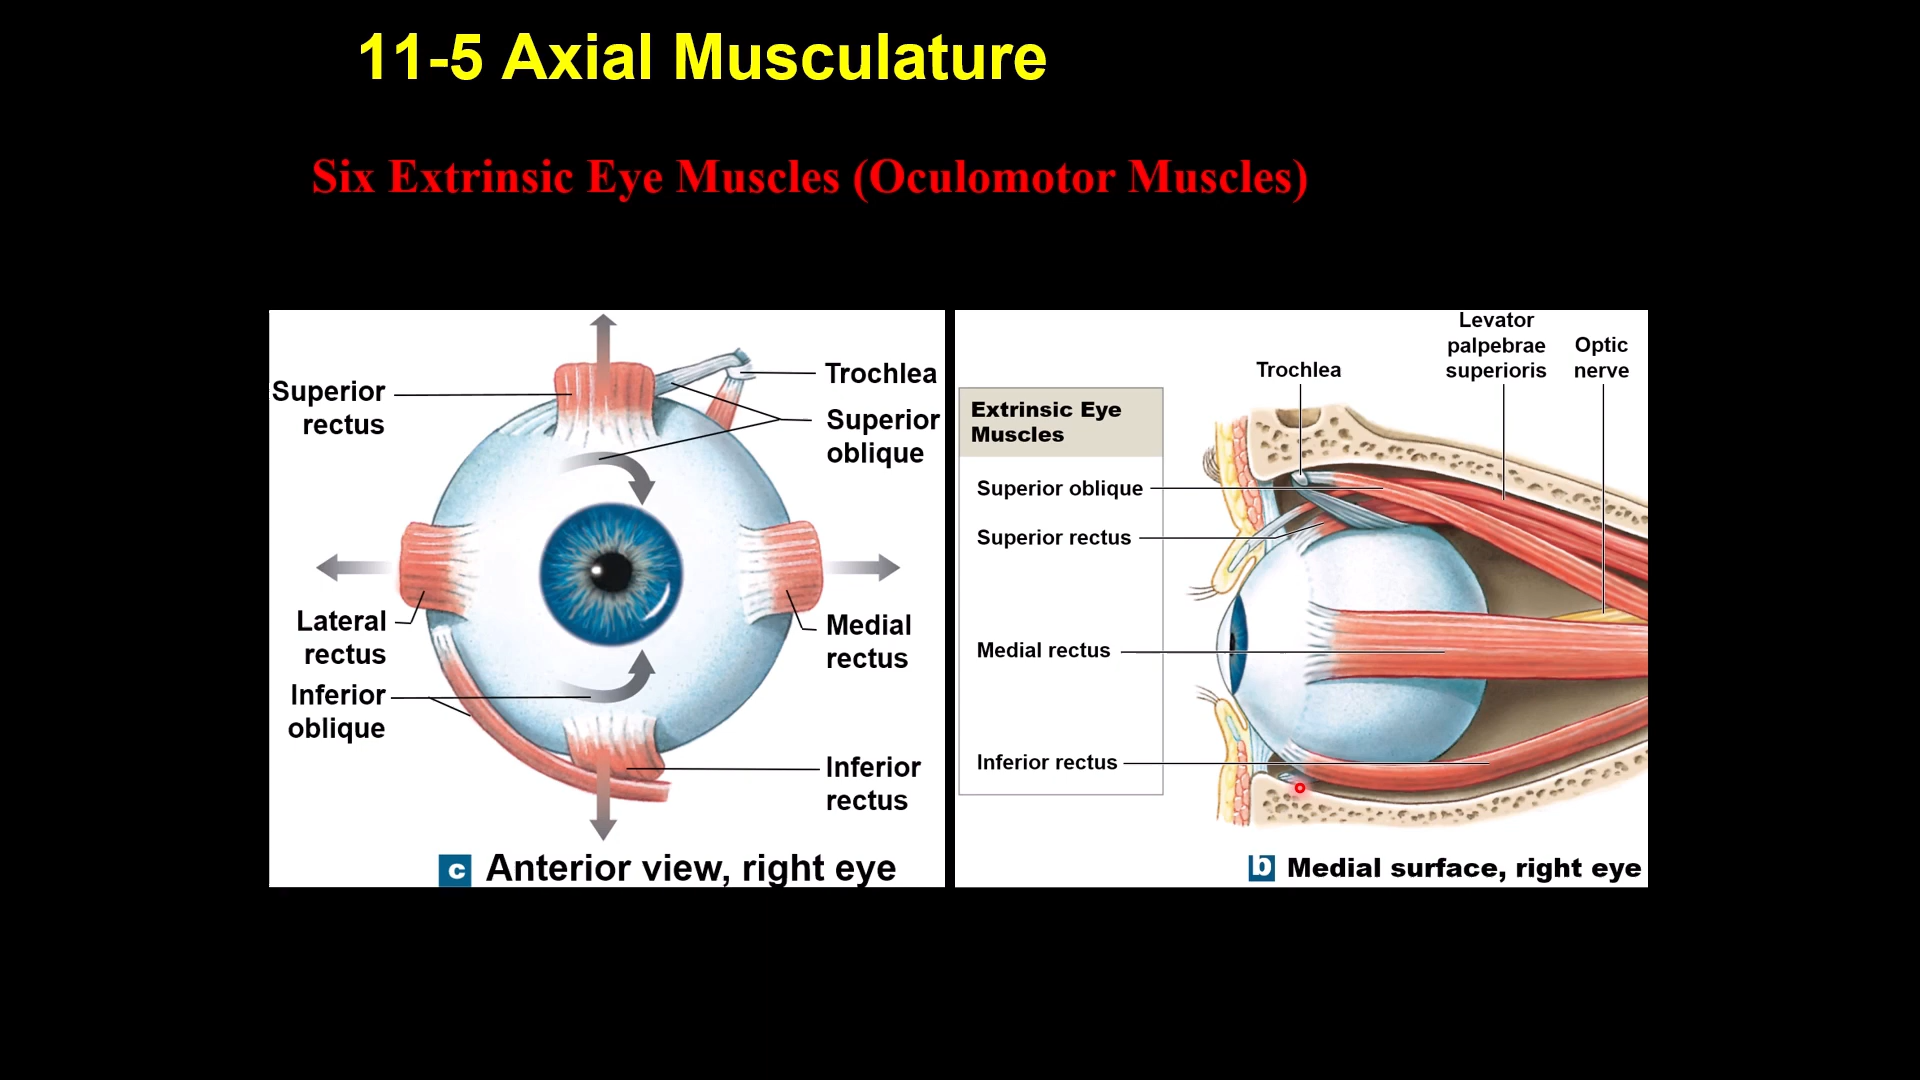 11-5 Axial Musculature
Six Extrinsic Eye Muscles (Oculomotor Muscles)
Superior
rectus
Lateral
rectus
Inferior
oblique
Trochlea
Superior
oblique
Medial
rectus
Inferior
rectus
c Anterior view, right eye
Extrinsic Eye
Muscles
Superior oblique
Superior rectus
Medial rectus
Inferior rectus
Trochlea
Levator
palpebrae
superioris
Optic
nerve
b Medial surface, right eye